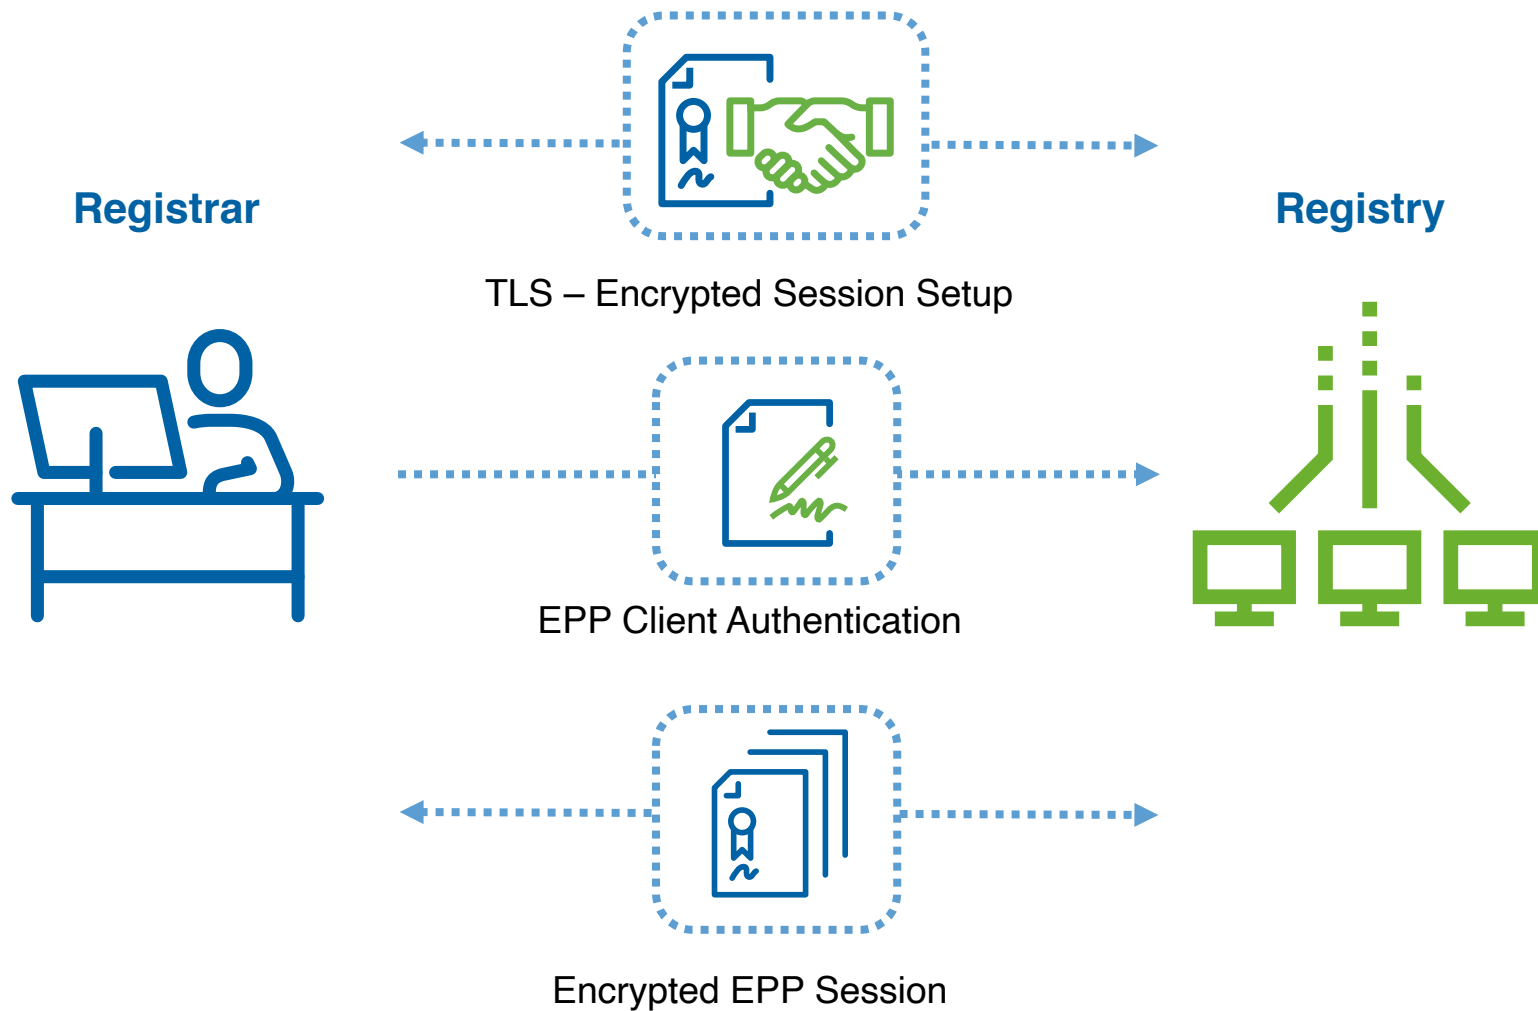 Registrar
Registry
TLS – Encrypted Session Setup
EPP Client Authentication
Encrypted EPP Session